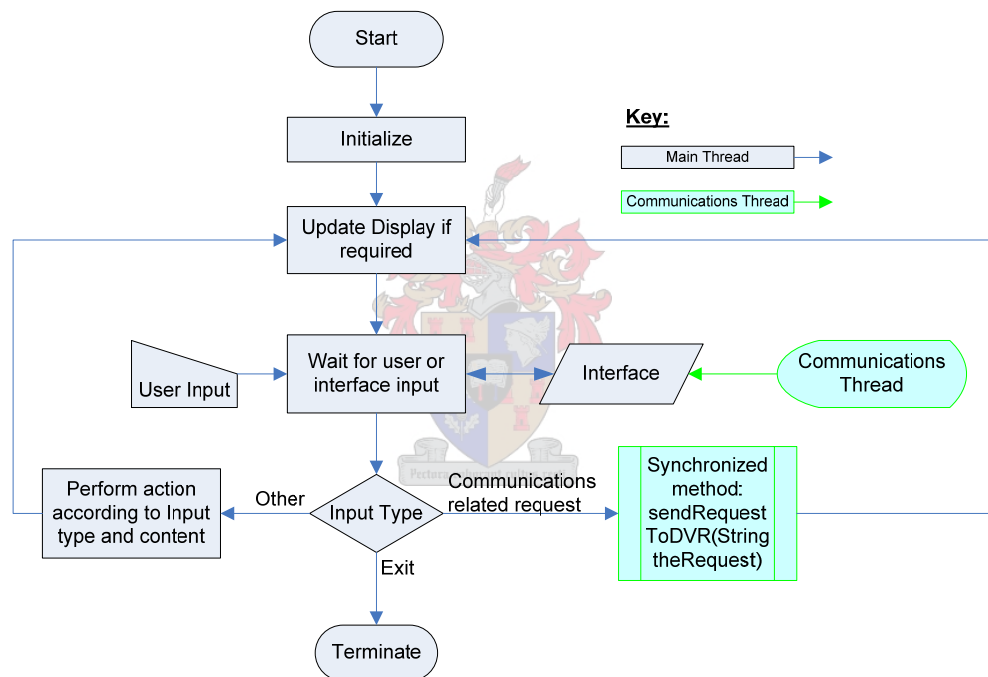 Start
Initialize
Key:
Main Thread
Communications Thread
Update Display if
required
User Input
Wait for user or
interface input
Interface
Communications
Thread
Perform action
according to Input
type and content
Other
Input Type
Communications
related request
Synchronized
method:
sendRequest
ToDVR(String
theRequest)
Exit
Terminate